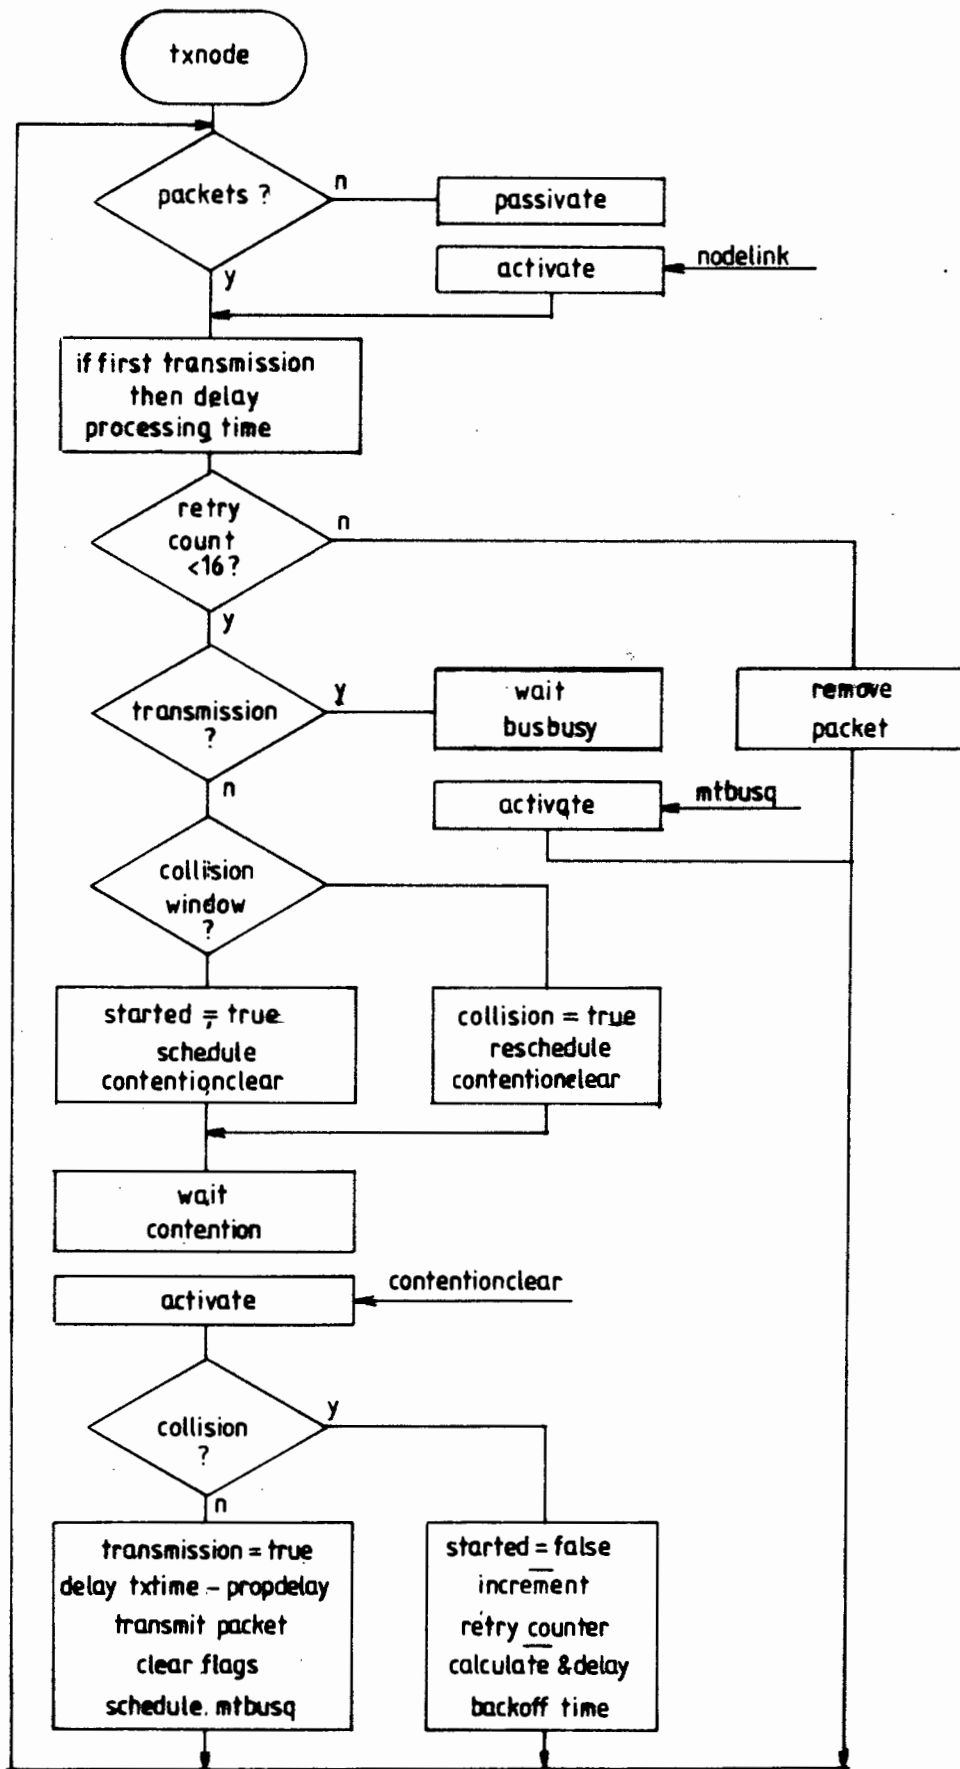 txnode
packets ?
n
passivate
activate
nodelink
y
if first transmission
then delay
processing time
retry
count
<16?
n
y
transmission
?
y
wait
busbusy
remove
packet
n
activate
mtbusq
collision
window
?
started = true
schedule
contentionclear
collision = true
reschedule
contentionclear
wait
contention
activate
contentionclear
collision
?
y
n
transmission = true
delay txtime - propdelay
transmit packet
clear flags
schedule mtbusq
started = false
increment
retry counter
calculate & delay
backoff time